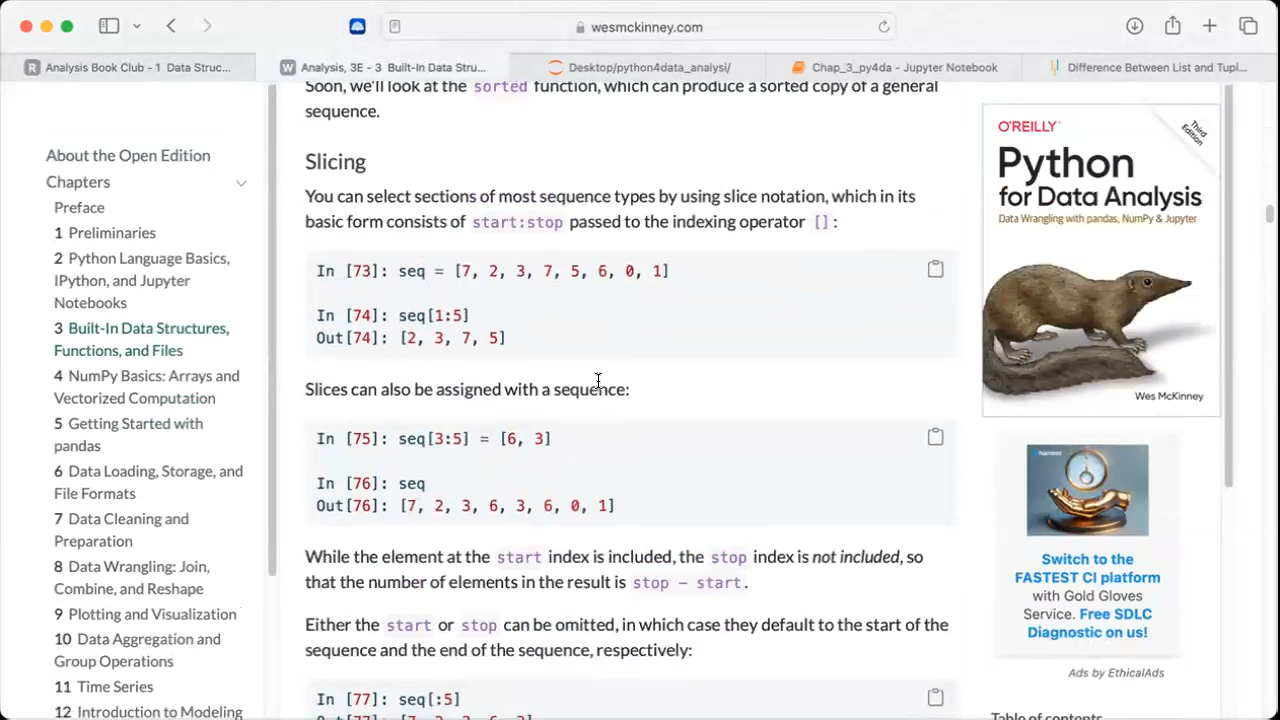 wesmckinney.com
R Analysis Book Club - 1 Data Struc...
W Analysis, 3E - 3 Built-In Data Stru...
Desktop/python4data_analysi/
Chap_3_py4da - Jupyter Notebook
Difference Between List and Tupl...
About the Open Edition
Chapters
Preface
1 Preliminaries
2 Python Language Basics,
IPython, and Jupyter
Notebooks
3 Built-In Data Structures,
Functions, and Files
4 NumPy Basics: Arrays and
Vectorized Computation
5 Getting Started with
pandas
6 Data Loading, Storage, and
File Formats
7 Data Cleaning and
Preparation
8 Data Wrangling: Join,
Combine, and Reshape
9 Plotting and Visualization
10 Data Aggregation and
Group Operations
11 Time Series
12 Introduction to Modeling
Soon, we'll look at the sorted function, which can produce a sorted copy of a general
sequence.
Slicing
You can select sections of most sequence types by using slice notation, which in its
basic form consists of start:stop passed to the indexing operator []:
In [73]: seq = [7, 2, 3, 7, 5, 6, 0, 1]
In [74]: seq[1:5]
Out[74]: [2, 3, 7, 5]
Slices can also be assigned with a sequence:
In [75]: seq[3:5] = [6, 3]
In [76]: seq
Out[76]: [7, 2, 3, 6, 3, 6, 0, 1]
While the element at the start index is included, the stop index is not included, so
that the number of elements in the result is stop - start.
Either the start or stop can be omitted, in which case they default to the start of the
sequence and the end of the sequence, respectively:
In [77]: seq[:5]
O'REILLY
Third
Edition
Python
for Data Analysis
Data Wrangling with pandas, NumPy & Jupyter
Wes McKinney
Switch to the
FASTEST CI platform
with Gold Gloves
Service. Free SDLC
Diagnostic on us!
Ads by EthicalAds
Table of contents